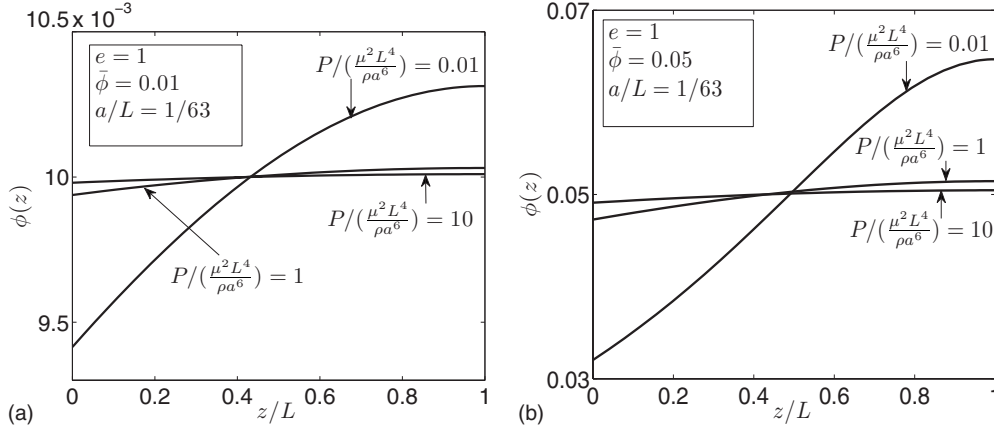 10.5 x 10⁻³
e = 1
ϕ̄ = 0.01
a/L = 1/63
P/(μ²L⁴/ρa⁶) = 0.01
10
ϕ(z)
P/(μ²L⁴/ρa⁶) = 10
P/(μ²L⁴/ρa⁶) = 1
9.5
0 0.2 0.4 0.6 0.8 1
(a) z/L
0.07
e = 1
ϕ̄ = 0.05
a/L = 1/63
P/(μ²L⁴/ρa⁶) = 0.01
P/(μ²L⁴/ρa⁶) = 1
0.05
ϕ(z)
P/(μ²L⁴/ρa⁶) = 10
0.03
0 0.2 0.4 0.6 0.8 1
(b) z/L